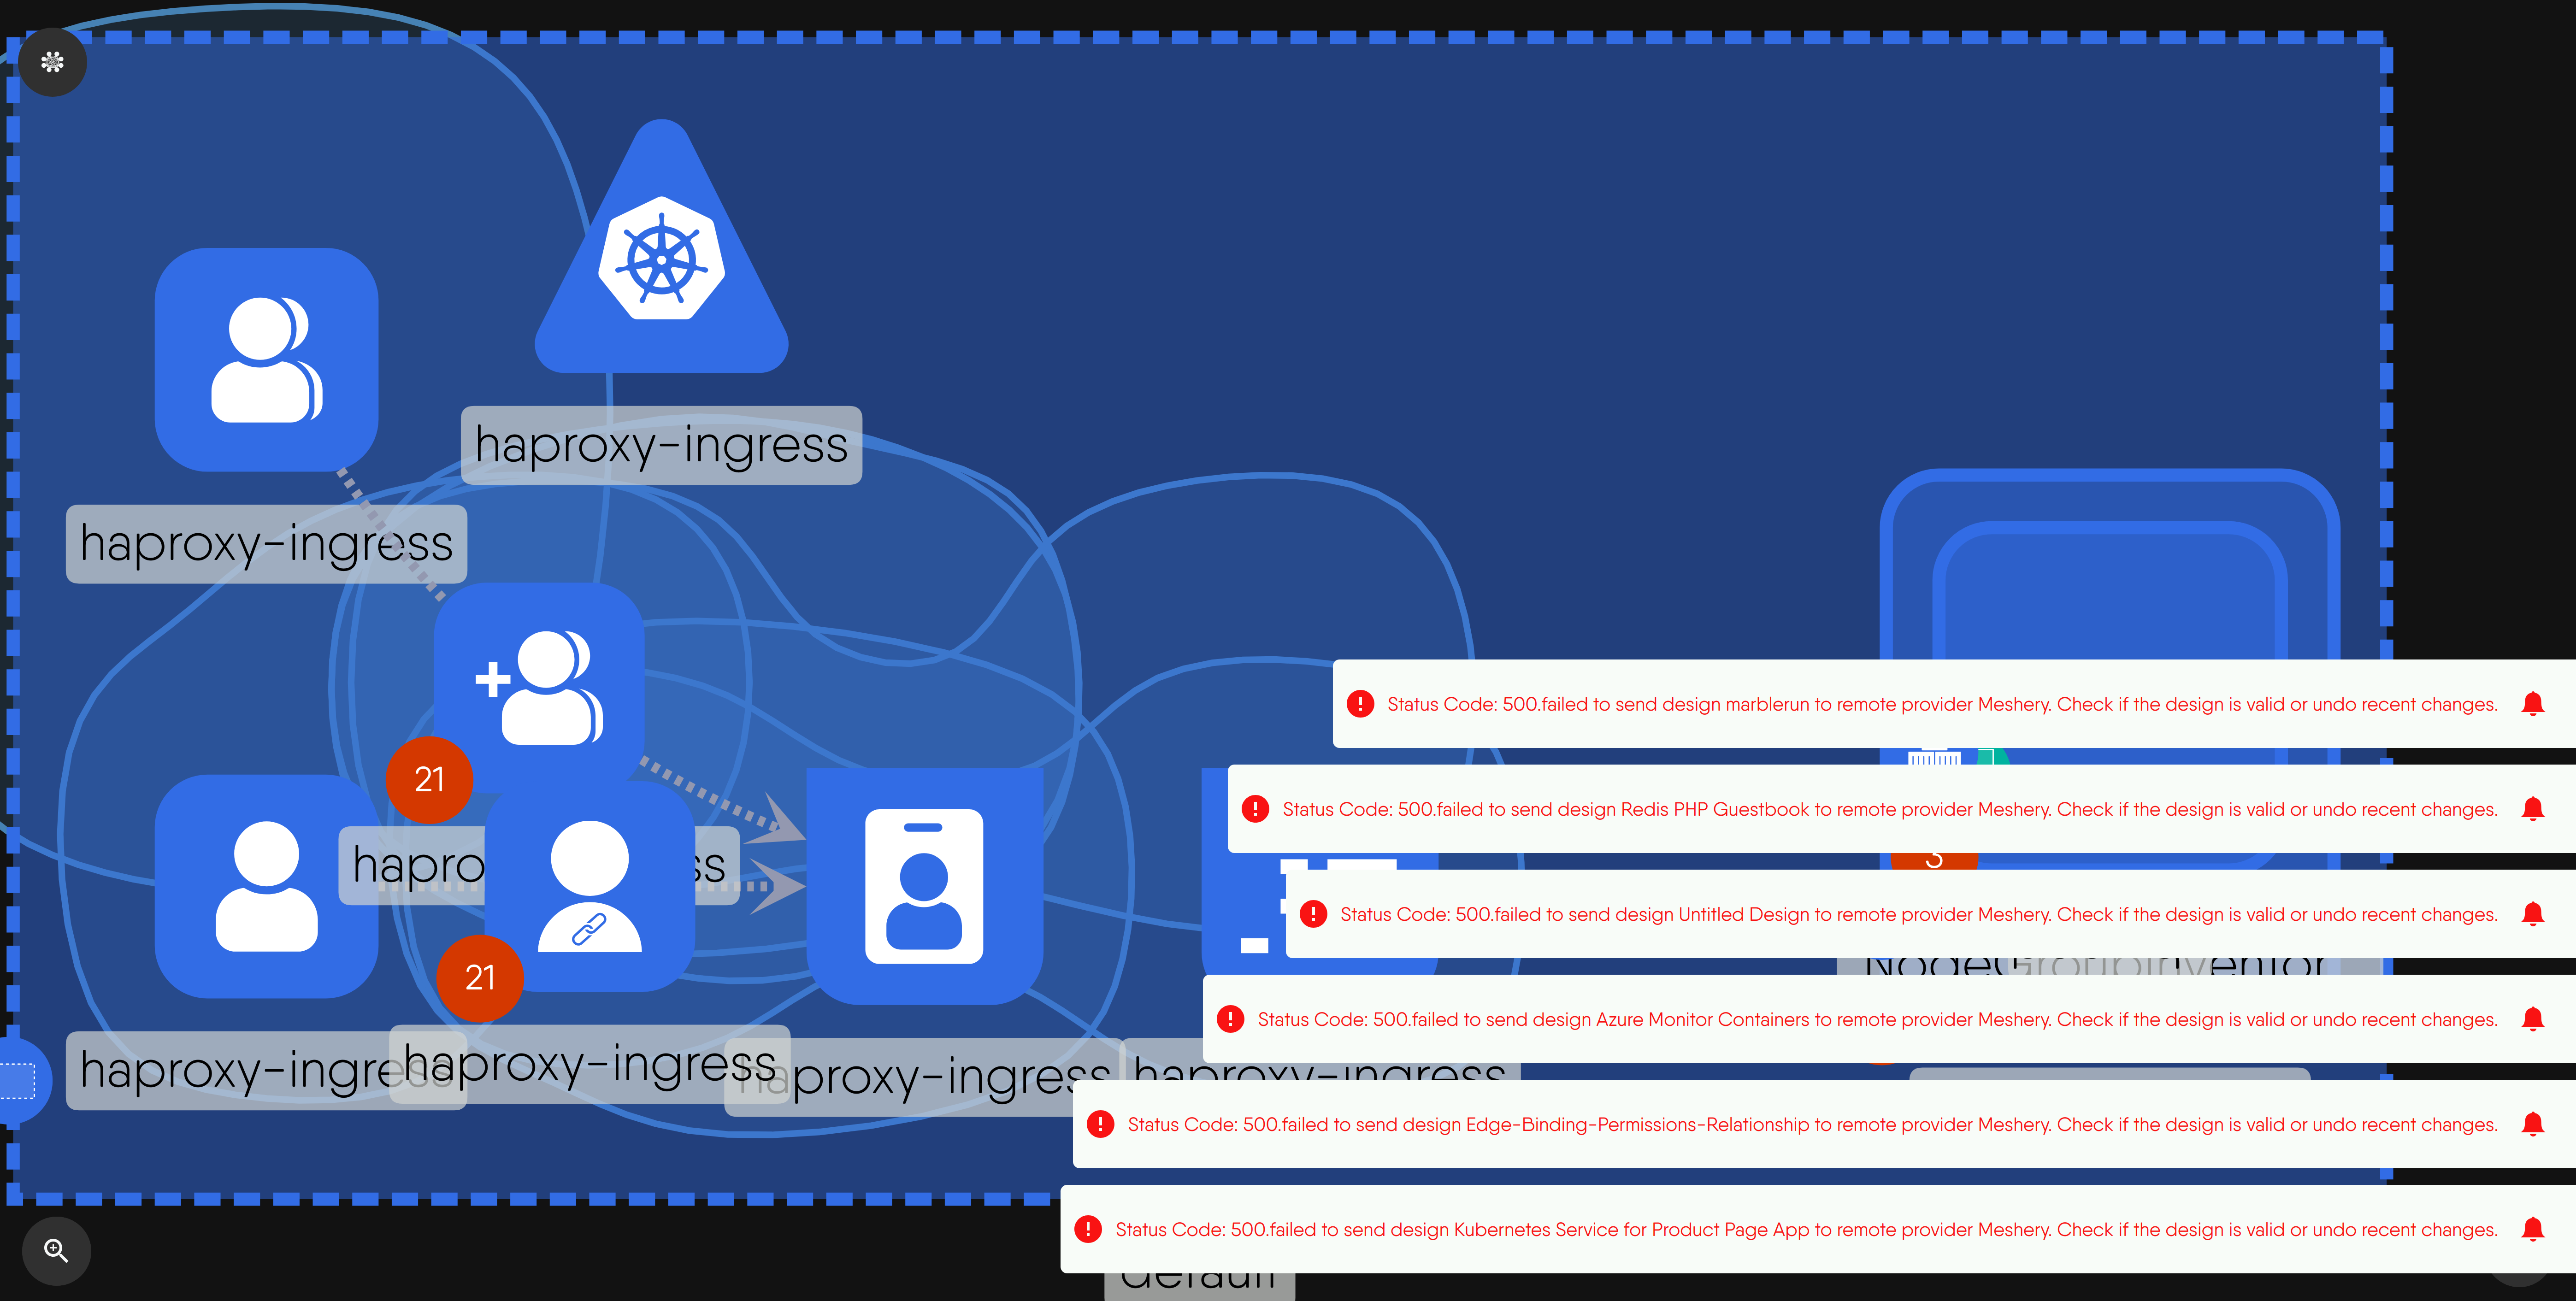 haproxy-ingress
haproxy-ingress
Status Code: 500.failed to send design marblerun to remote provider Meshery. Check if the design is valid or undo recent changes.
21
Status Code: 500.failed to send design Redis PHP Guestbook to remote provider Meshery. Check if the design is valid or undo recent changes.
3
hapro ss
Status Code: 500.failed to send design Untitled Design to remote provider Meshery. Check if the design is valid or undo recent changes.
21
Status Code: 500.failed to send design Azure Monitor Containers to remote provider Meshery. Check if the design is valid or undo recent changes.
haproxy-ingress
haproxy-ingress
haproxy-ingress
haproxy-ingress
Status Code: 500.failed to send design Edge-Binding-Permissions-Relationship to remote provider Meshery. Check if the design is valid or undo recent changes.
Status Code: 500.failed to send design Kubernetes Service for Product Page App to remote provider Meshery. Check if the design is valid or undo recent changes.
default